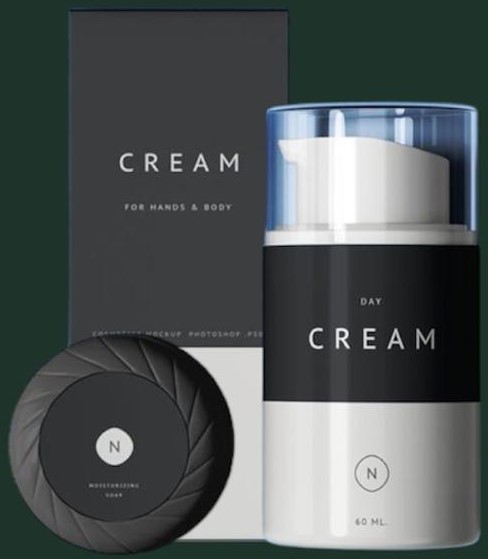 CREAM
FOR HANDS & BODY
COSMETICS MOCKUP PHOTOSHOP .PSD
DAY
CREAM
N
60 ML.
N
MOISTURIZING
SOAP